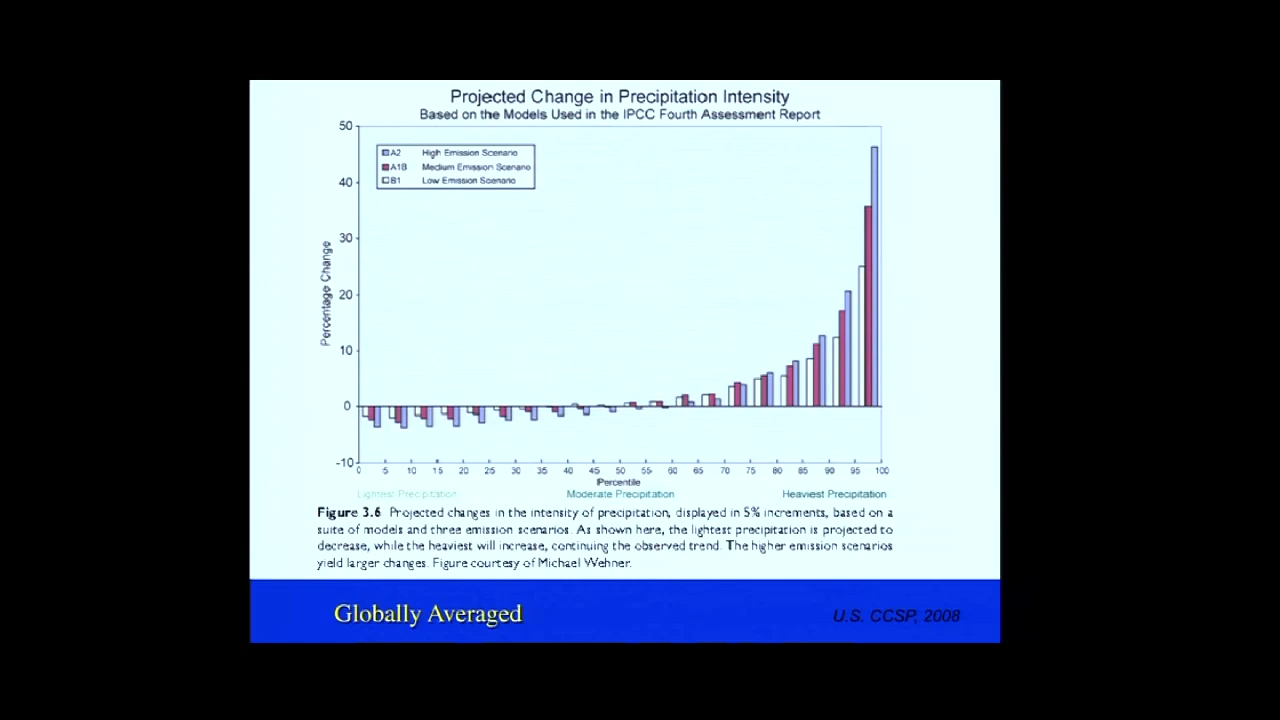 Projected Change in Precipitation Intensity
Based on the Models Used in the IPCC Fourth Assessment Report
50
A2 High Emission Scenario
A1B Medium Emission Scenario
B1 Low Emission Scenario
40
30
20
10
0
-10
Percentage Change
0 5 10 15 20 25 30 35 40 45 50 55 60 65 70 75 80 85 90 95 100
Percentile
Lightest Precipitation Moderate Precipitation Heaviest Precipitation
Figure 3.6 Projected changes in the intensity of precipitation, displayed in 5% increments, based on a
suite of models and three emission scenarios. As shown here, the lightest precipitation is projected to
decrease, while the heaviest will increase, continuing the observed trend. The higher emission scenarios
yield larger changes. Figure courtesy of Michael Wehner.
Globally Averaged
U.S. CCSP, 2008